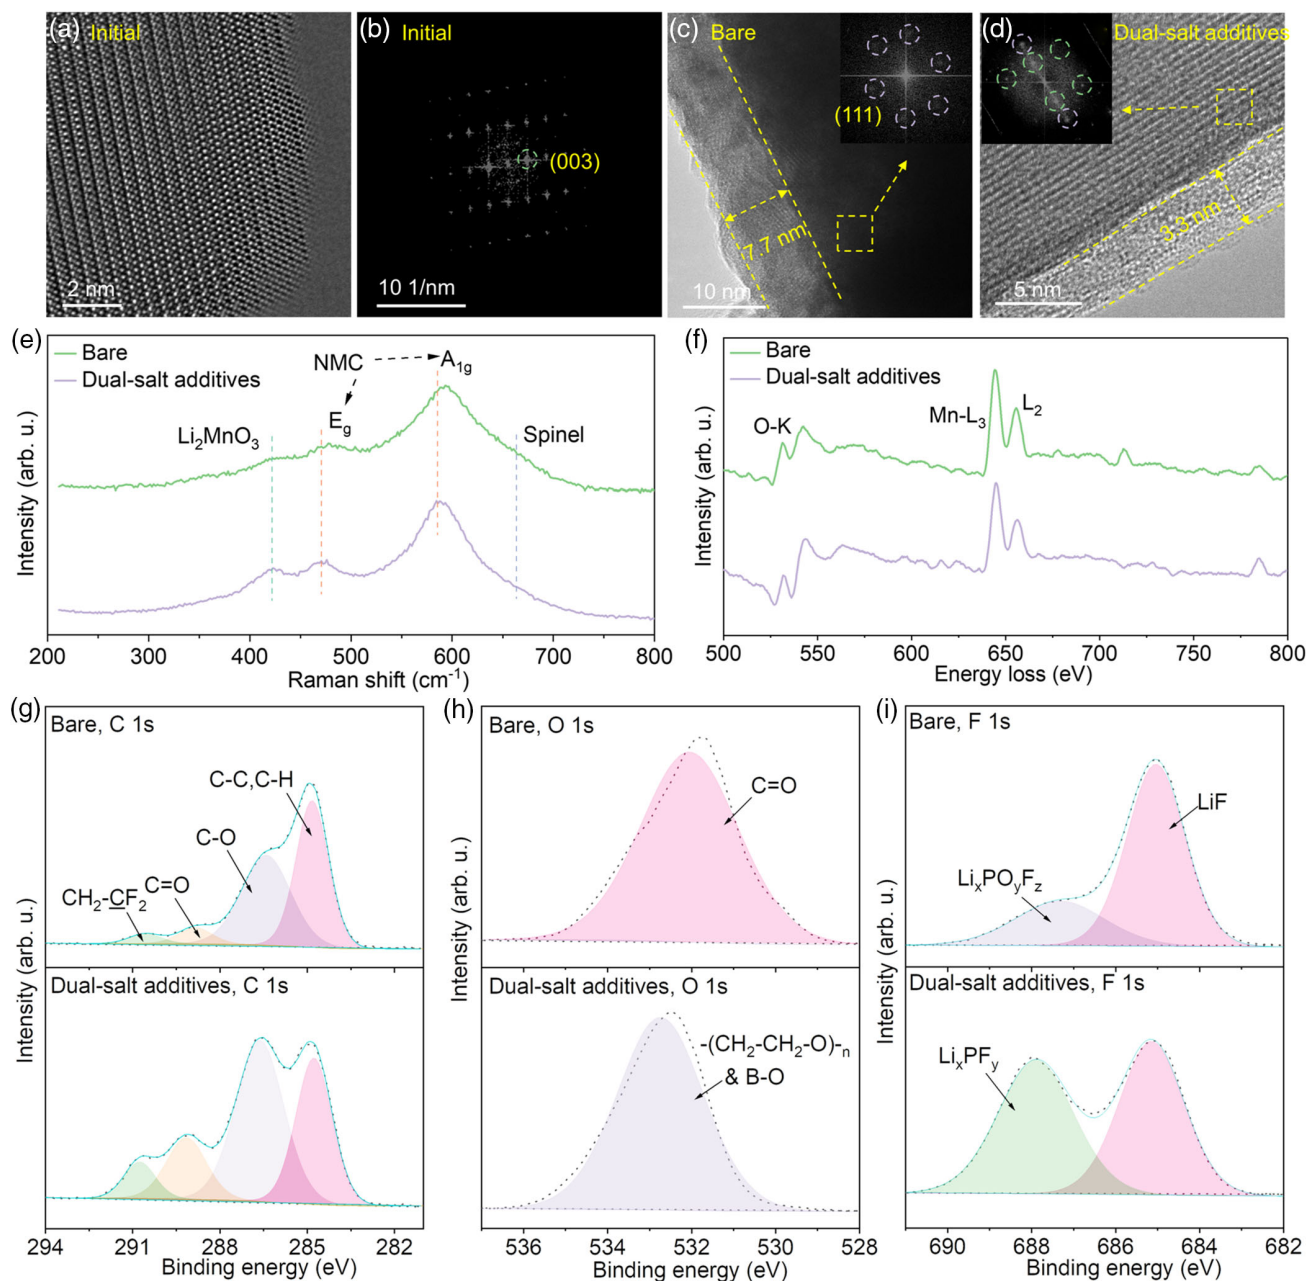 (a) Initial
2 nm
(b) Initial
(003)
10 1/nm
(c) Bare
(111)
7.7 nm
10 nm
(d) Dual-salt additives
3.3 nm
5 nm
(e)
Bare
Dual-salt additives
NMC
A1g
Eg
Li2MnO3
Spinel
Intensity (arb. u.)
200 300 400 500 600 700 800
Raman shift (cm-1)
(f)
Bare
Dual-salt additives
O-K
Mn-L3
L2
Intensity (arb. u.)
500 550 600 650 700 750 800
Energy loss (eV)
(g)
Bare, C 1s
C-C,C-H
C-O
C=O
CH2-CF2
Dual-salt additives, C 1s
Intensity (arb. u.)
294 291 288 285 282
Binding energy (eV)
(h)
Bare, O 1s
C=O
Dual-salt additives, O 1s
-(CH2-CH2-O)-n
& B-O
Intensity (arb. u.)
536 534 532 530 528
Binding energy (eV)
(i)
Bare, F 1s
LiF
LixPOyFz
Dual-salt additives, F 1s
LixPFy
Intensity (arb. u.)
690 688 686 684 682
Binding energy (eV)